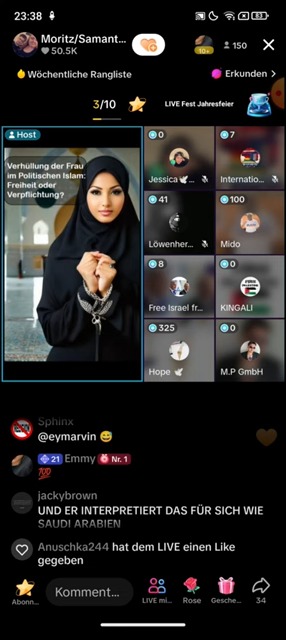 23:38
83
Moritz/Samant...
50.5K
10+
150
Wöchentliche Rangliste
Erkunden >
3/10
LIVE Fest Jahresfeier
Host
Verhüllung der Frau
im Politischen Islam:
Freiheit oder
Verpflichtung?
0
Jessica
7
Internatio...
41
Löwenher...
100
Mido
8
Free Israel fr...
0
KINGALI
325
Hope
0
M.P GmbH
Sphinx
@eymarvin 😅
21 Emmy Nr. 1
💯
jackybrown
UND ER INTERPRETIERT DAS FÜR SICH WIE
SAUDI ARABIEN
Anuschka244 hat dem LIVE einen Like
gegeben
Abonn...
Komment...
LIVE mi...
Rose
Gesche...
34